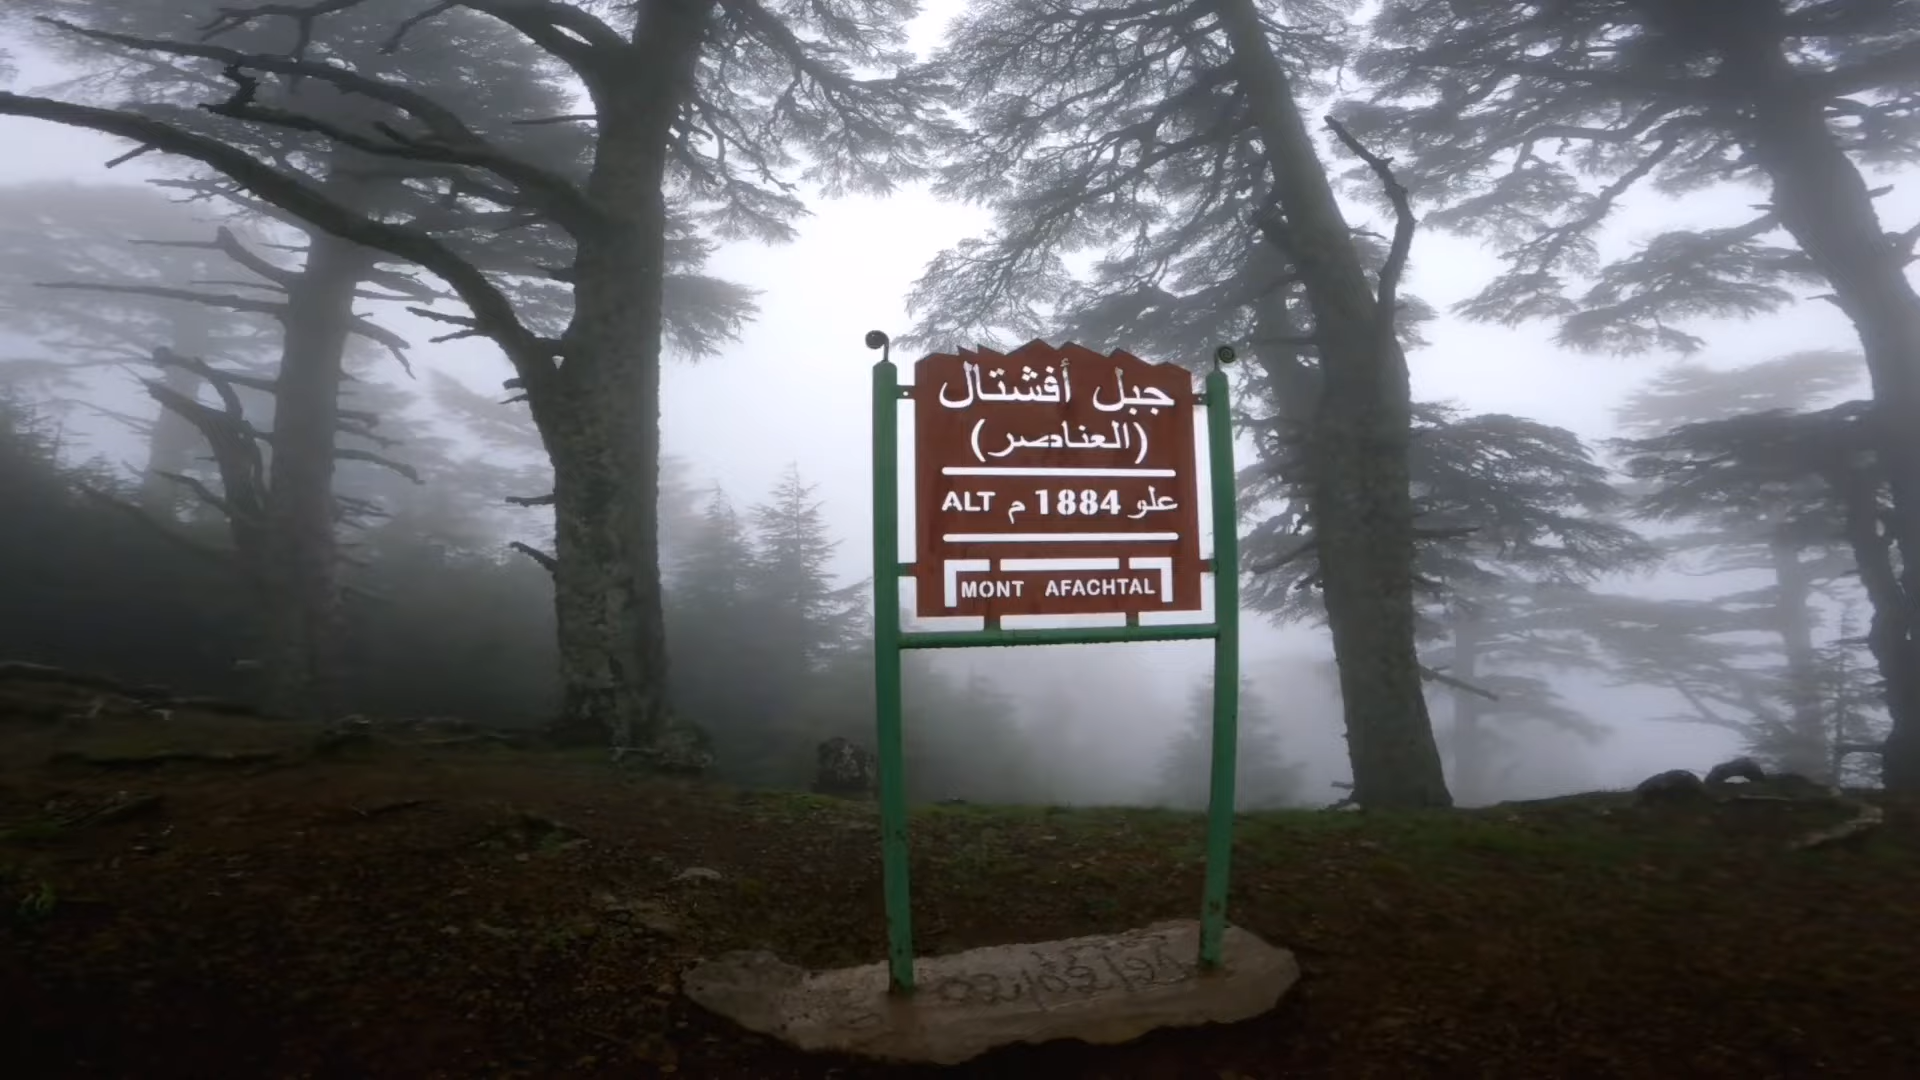 جبل أفشتال
(العناصر)
علو 1884 م ALT
MONT AFACHTAL